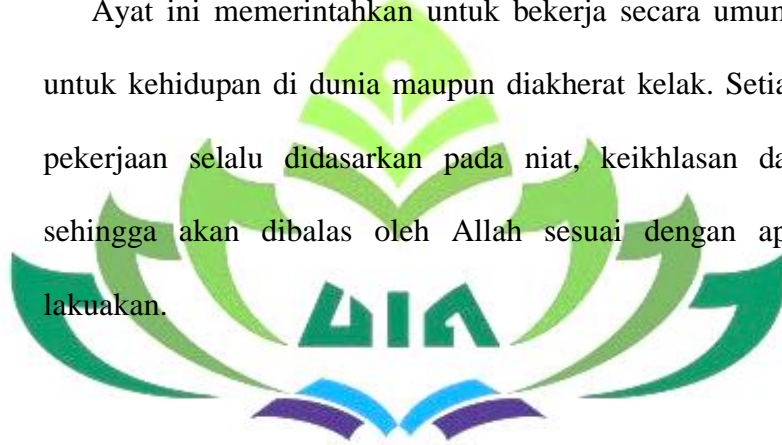 Ayat ini memerintahkan untuk bekerja secara umum
untuk kehidupan di dunia maupun diakherat kelak. Setia
pekerjaan selalu didasarkan pada niat, keikhlasan da
sehingga akan dibalas oleh Allah sesuai dengan ap
lakuakan.
UIN